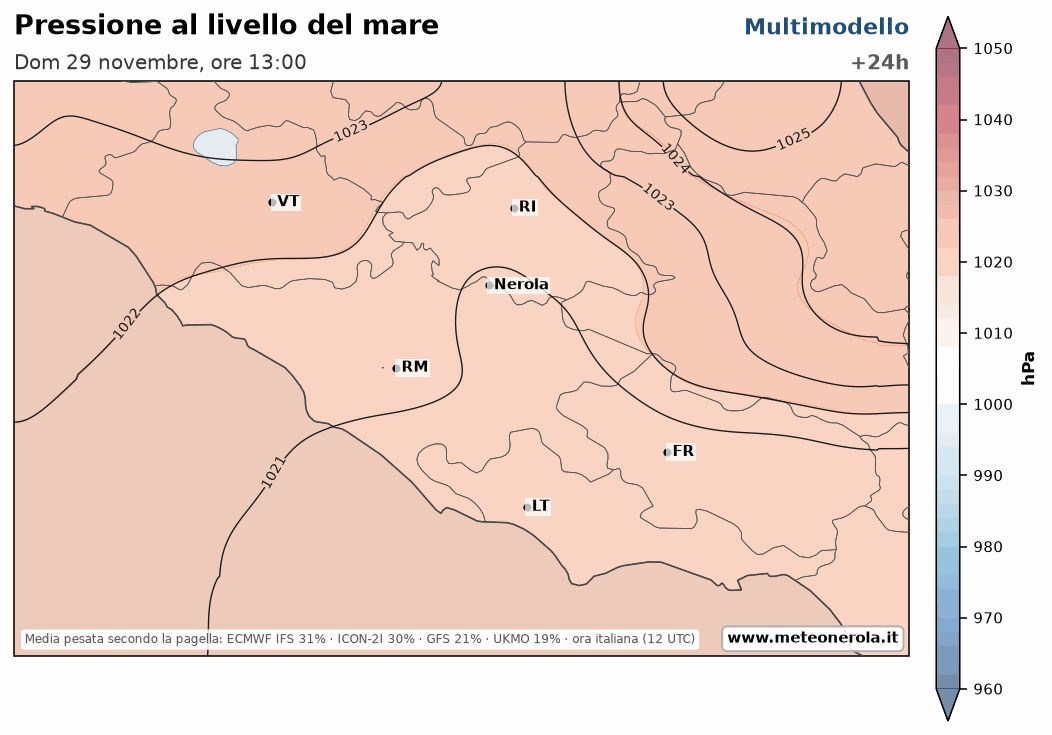 Pressione al livello del mare
Multimodello
Dom 29 novembre, ore 13:00
+24h
1050
1040
1030
1020
1010
1000
990
980
970
960
hPa
1023
1025
1024
1023
VT
RI
Nerola
1022
RM
FR
1021
LT
Media pesata secondo la pagella: ECMWF IFS 31% · ICON-2I 30% · GFS 21% · UKMO 19% · ora italiana (12 UTC)
www.meteonerola.it